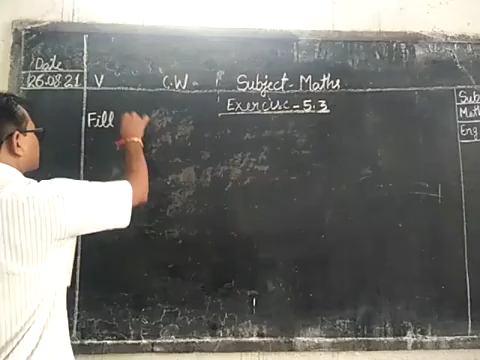 Date
26.08.21 V C.W Subject - Maths
Exercise - 5.3
Fill
Sub
Math
Eng